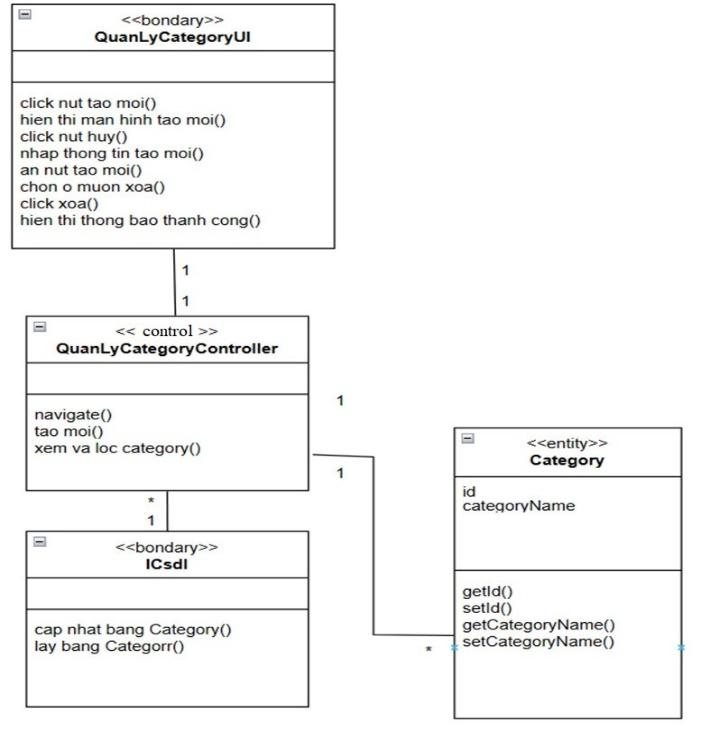 <<bondary>>
QuanLyCategoryUI
click nut tao moi()
hien thi man hinh tao moi()
click nut huy()
nhap thong tin tao moi()
an nut tao moi()
chon o muon xoa()
click xoa()
hien thi thong bao thanh cong()
1
1
<< control >>
QuanLyCategoryController
navigate()
tao moi()
xem va loc category()
1
1
*
1
<<bondary>>
ICsdl
cap nhat bang Category()
lay bang Categorr()
<<entity>>
Category
id
categoryName
getId()
setId()
getCategoryName()
setCategoryName()
*